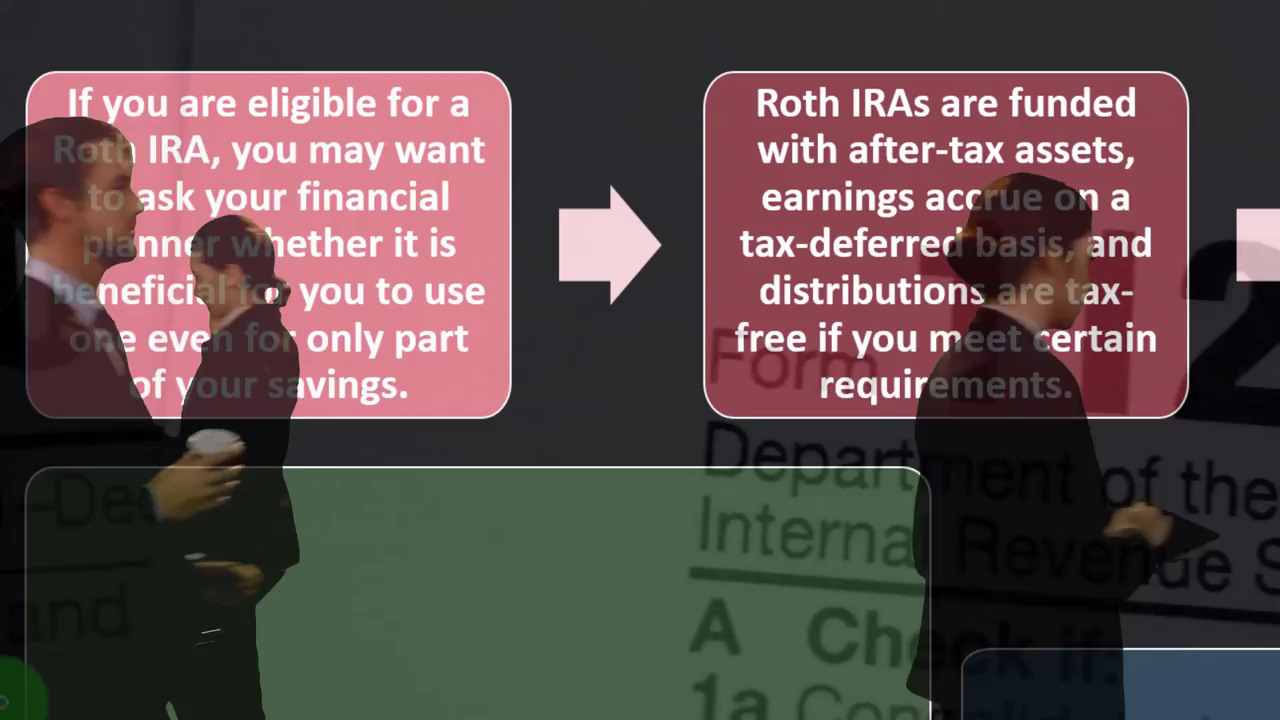 If you are eligible for a
Roth IRA, you may want
to ask your financial
planner whether it is
beneficial for you to use
one even for only part
of your savings.
Roth IRAs are funded
with after-tax assets,
earnings accrue on a
tax-deferred basis, and
distributions are tax-
free if you meet certain
requirements.
Form 112
Department of the
Internal Revenue S
A Check if:
1a
and